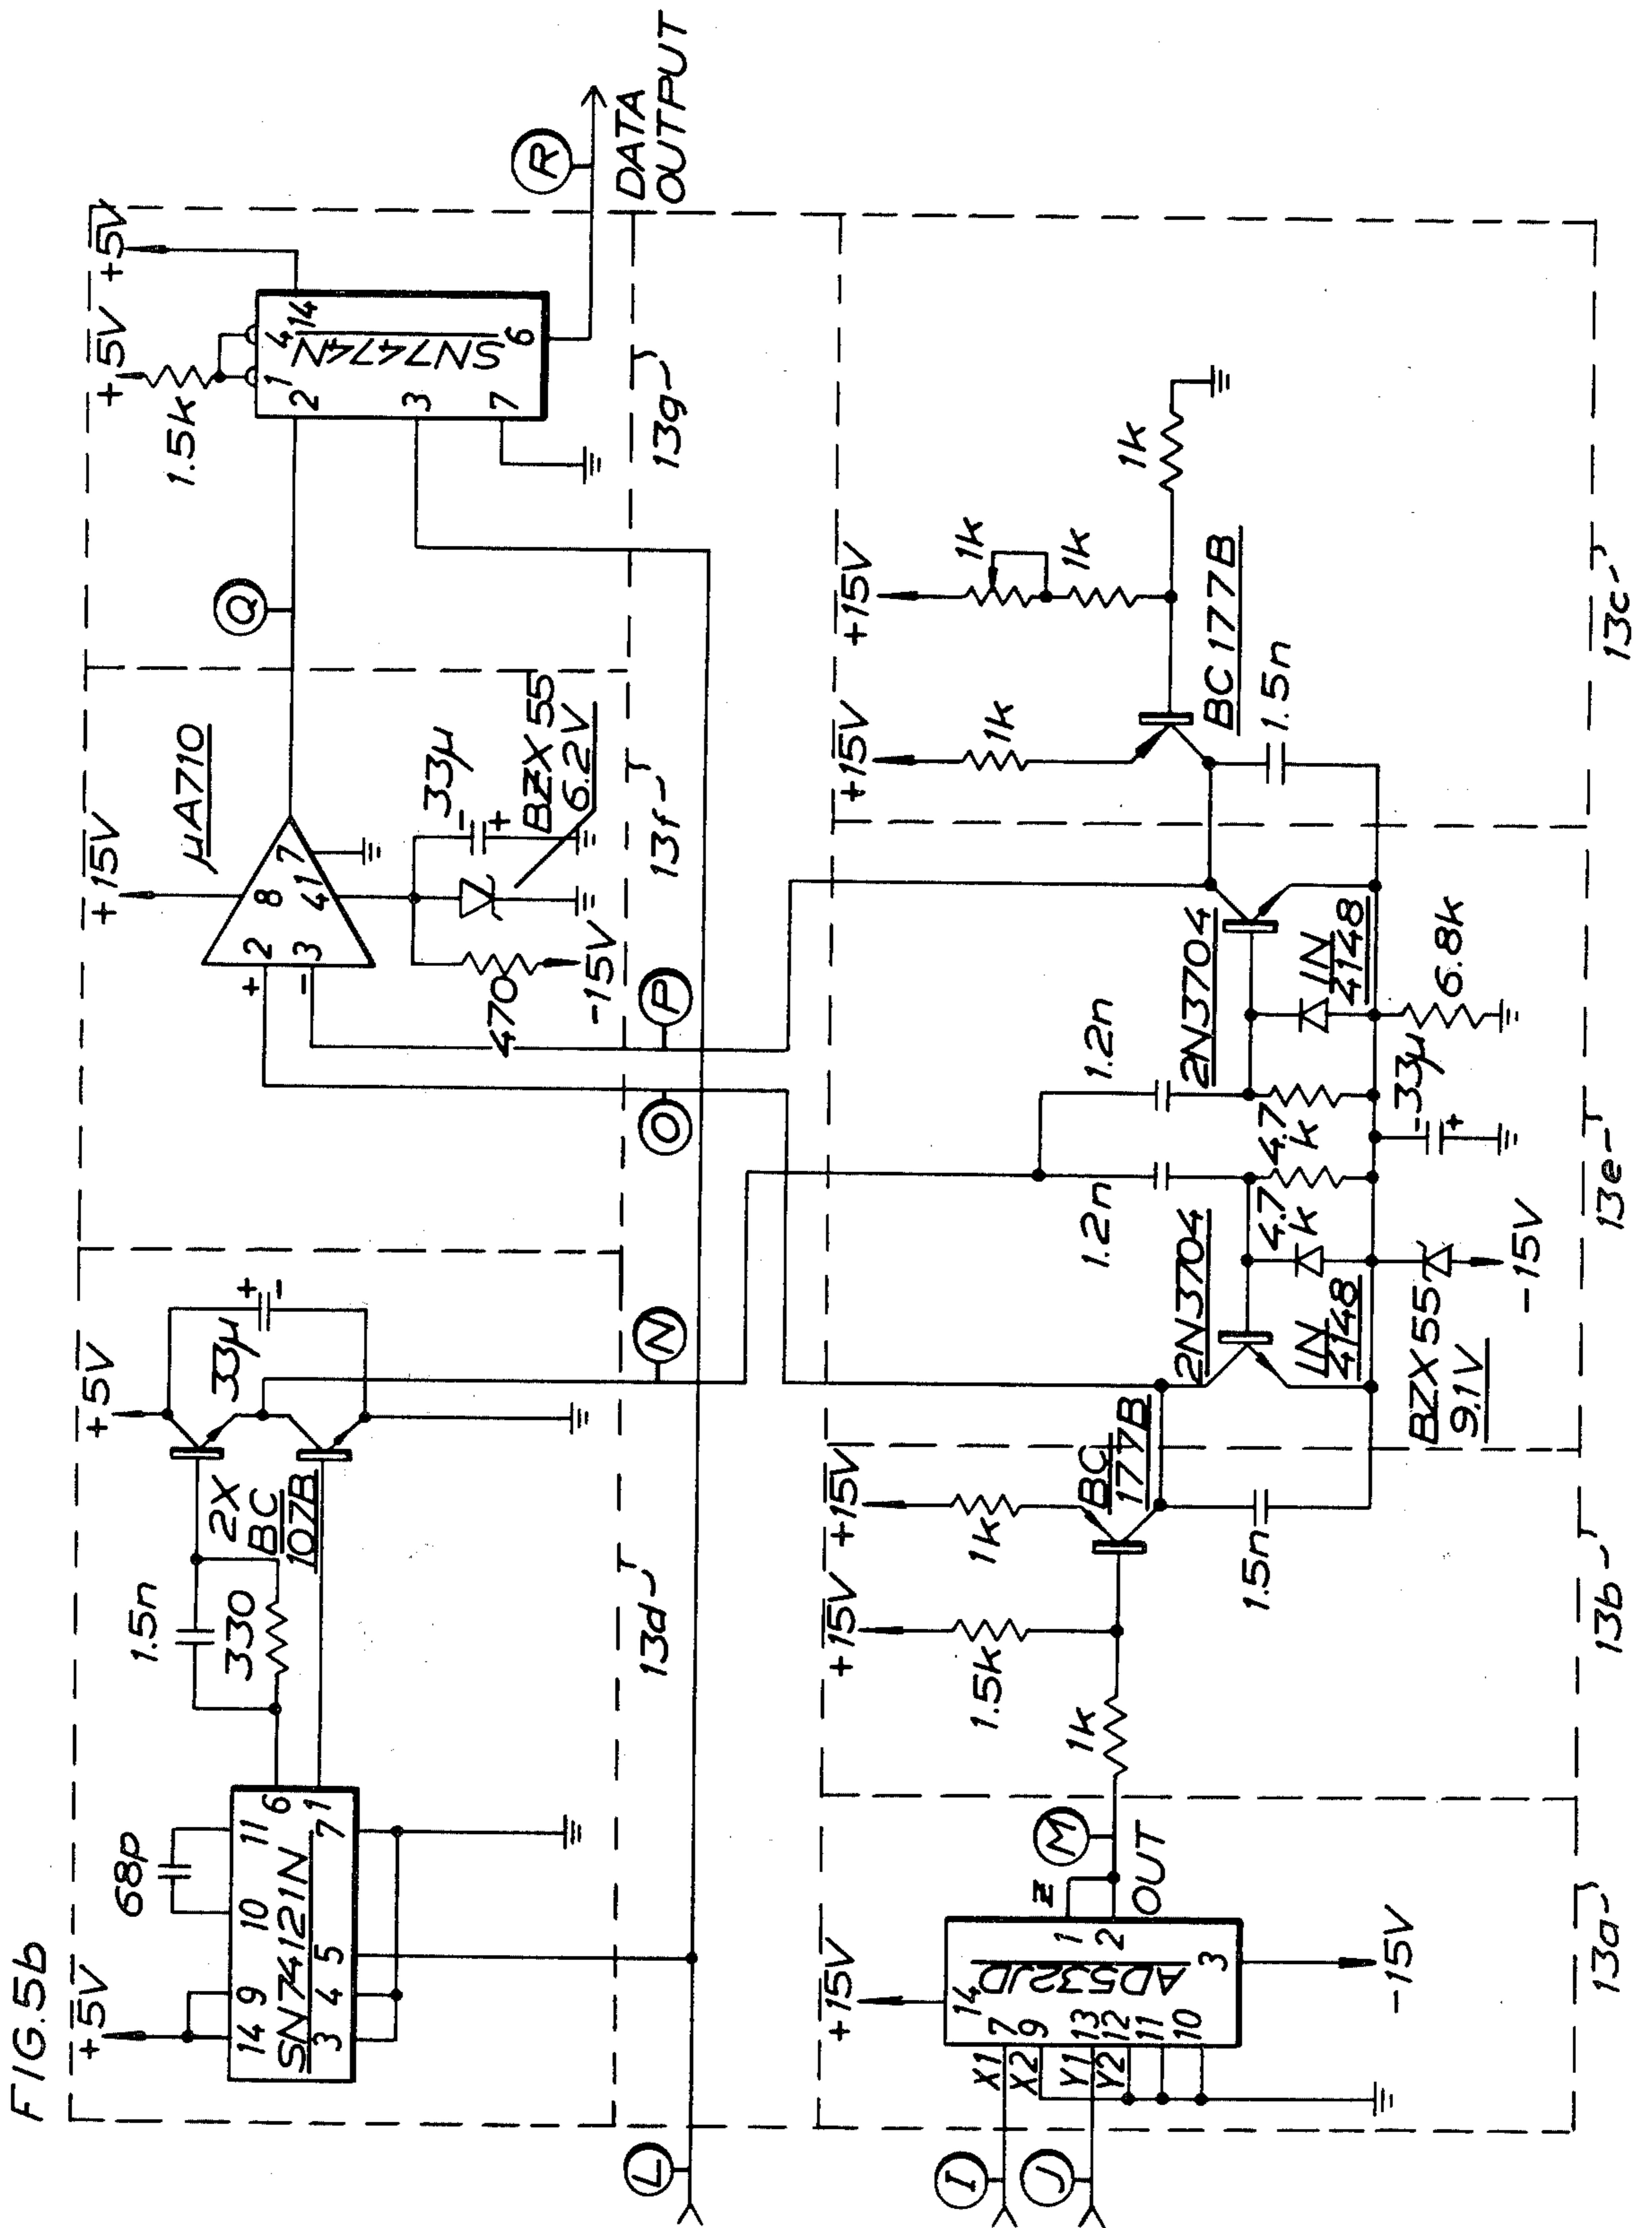 FIG.5b
+5V
68p
14 9 10 11
SN74121N
3 4 5 7
6
1
1.5n
330
2X
BC
107B
+5V
33µ
+
-
13d
N
L
+15V
µA710
+
2
-
3
8
4
1
7
33µ
-
+
BZX 55
6.2V
470
-15V
13f
O
P
Q
+5V
+5V
1.5k
1
4
14
2
SN7474N
3
7
6
13g
R
DATA
OUTPUT
I
J
X1
X2
Y1
Y2
+15V
14
7
9
13
12
11
10
AD532JD
1
2
3
Z
OUT
M
-15V
13a
+15V
+15V
1.5k
1k
1k
BC
177B
1.5n
13b
2N3704
1.2n
1.2n
2N3704
4.7
k
4.7
k
IN
4148
IN
4148
BZX55
9.1V
-15V
-
33µ
+
6.8k
13e
+15V
+15V
1k
1k
1k
1k
BC177B
1.5n
13c